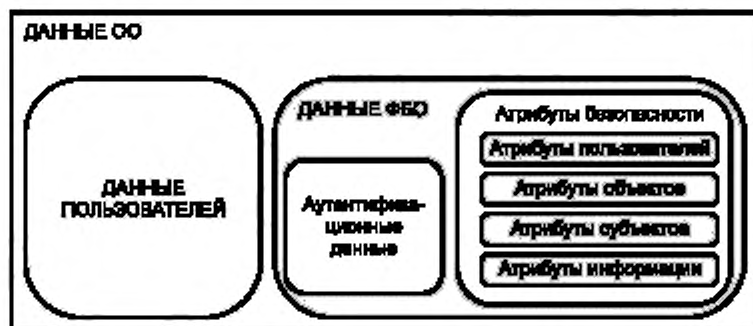 ДАННЫЕ ОО
ДАННЫЕ
ПОЛЬЗОВАТЕЛЕЙ
ДАННЫЕ ФБО
Аутентифика-
ционные
данные
Атрибуты безопасности
Атрибуты пользователей
Атрибуты объектов
Атрибуты субъектов
Атрибуты информации